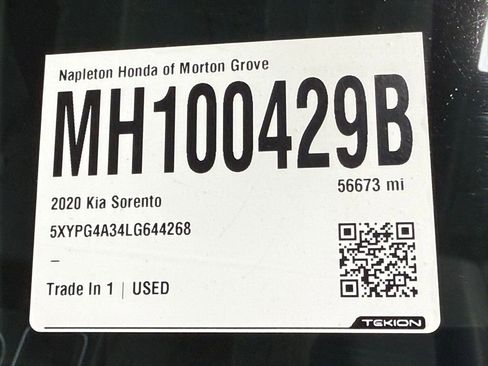 Napleton Honda of Morton Grove
MH100429B
56673 mi
2020 Kia Sorento
5XYPG4A34LG644268
–
Trade In 1 | USED
TEKION